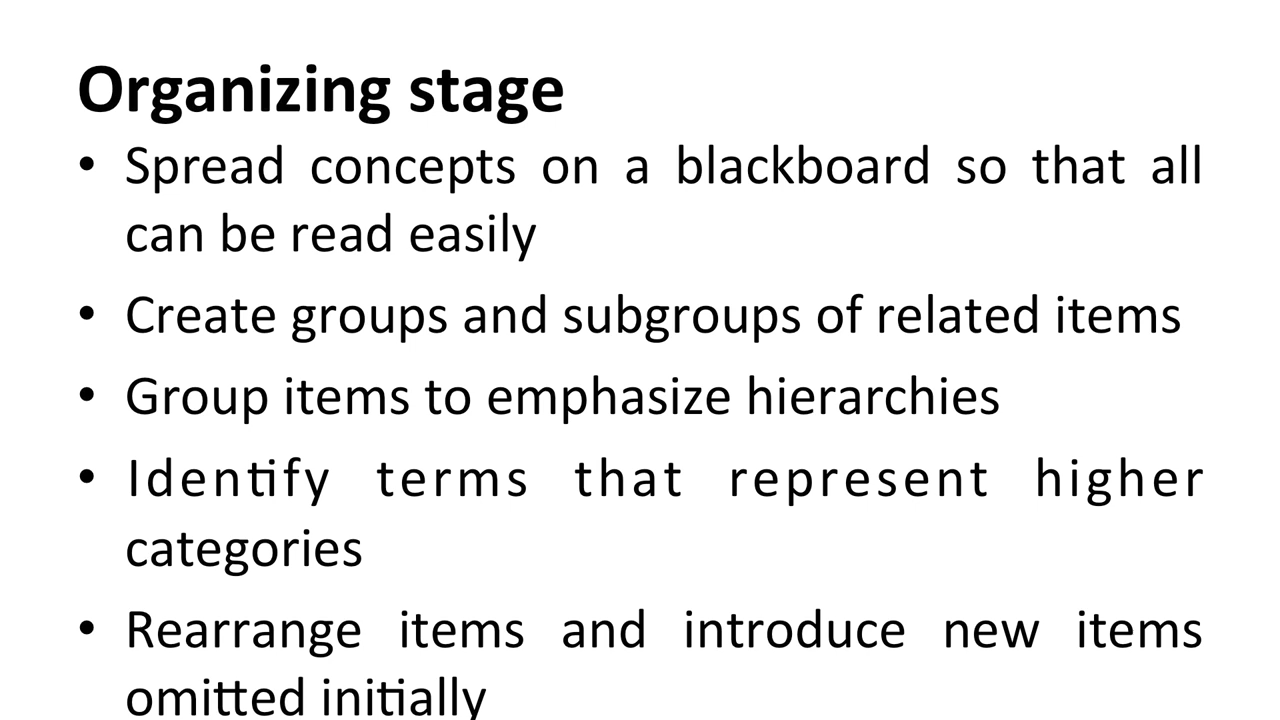 Organizing stage
• Spread concepts on a blackboard so that all
can be read easily
• Create groups and subgroups of related items
• Group items to emphasize hierarchies
• Identify terms that represent higher
categories
• Rearrange items and introduce new items
omitted initially